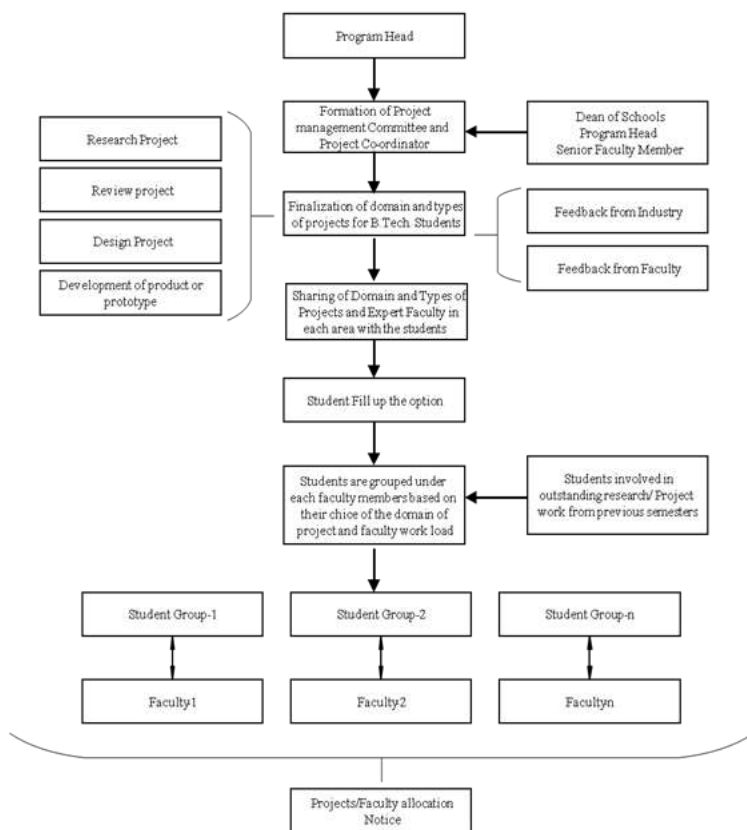 Program Head
Formation of Project
management Committee and
Project Co-ordinator
Dean of Schools
Program Head
Senior Faculty Member
Research Project
Review project
Design Project
Development of product or
prototype
Finalization of domain and types
of projects for B.Tech. Students
Feedback from Industry
Feedback from Faculty
Sharing of Domain and Types of
Projects and Expert Faculty in
each area with the students
Student Fill up the option
Students are grouped under
each faculty members based on
their chice of the domain of
project and faculty work load
Students involved in
outstanding research/ Project
work from previous semesters
Student Group-1
Student Group-2
Student Group-n
Faculty1
Faculty2
Facultyn
Projects/Faculty allocation
Notice